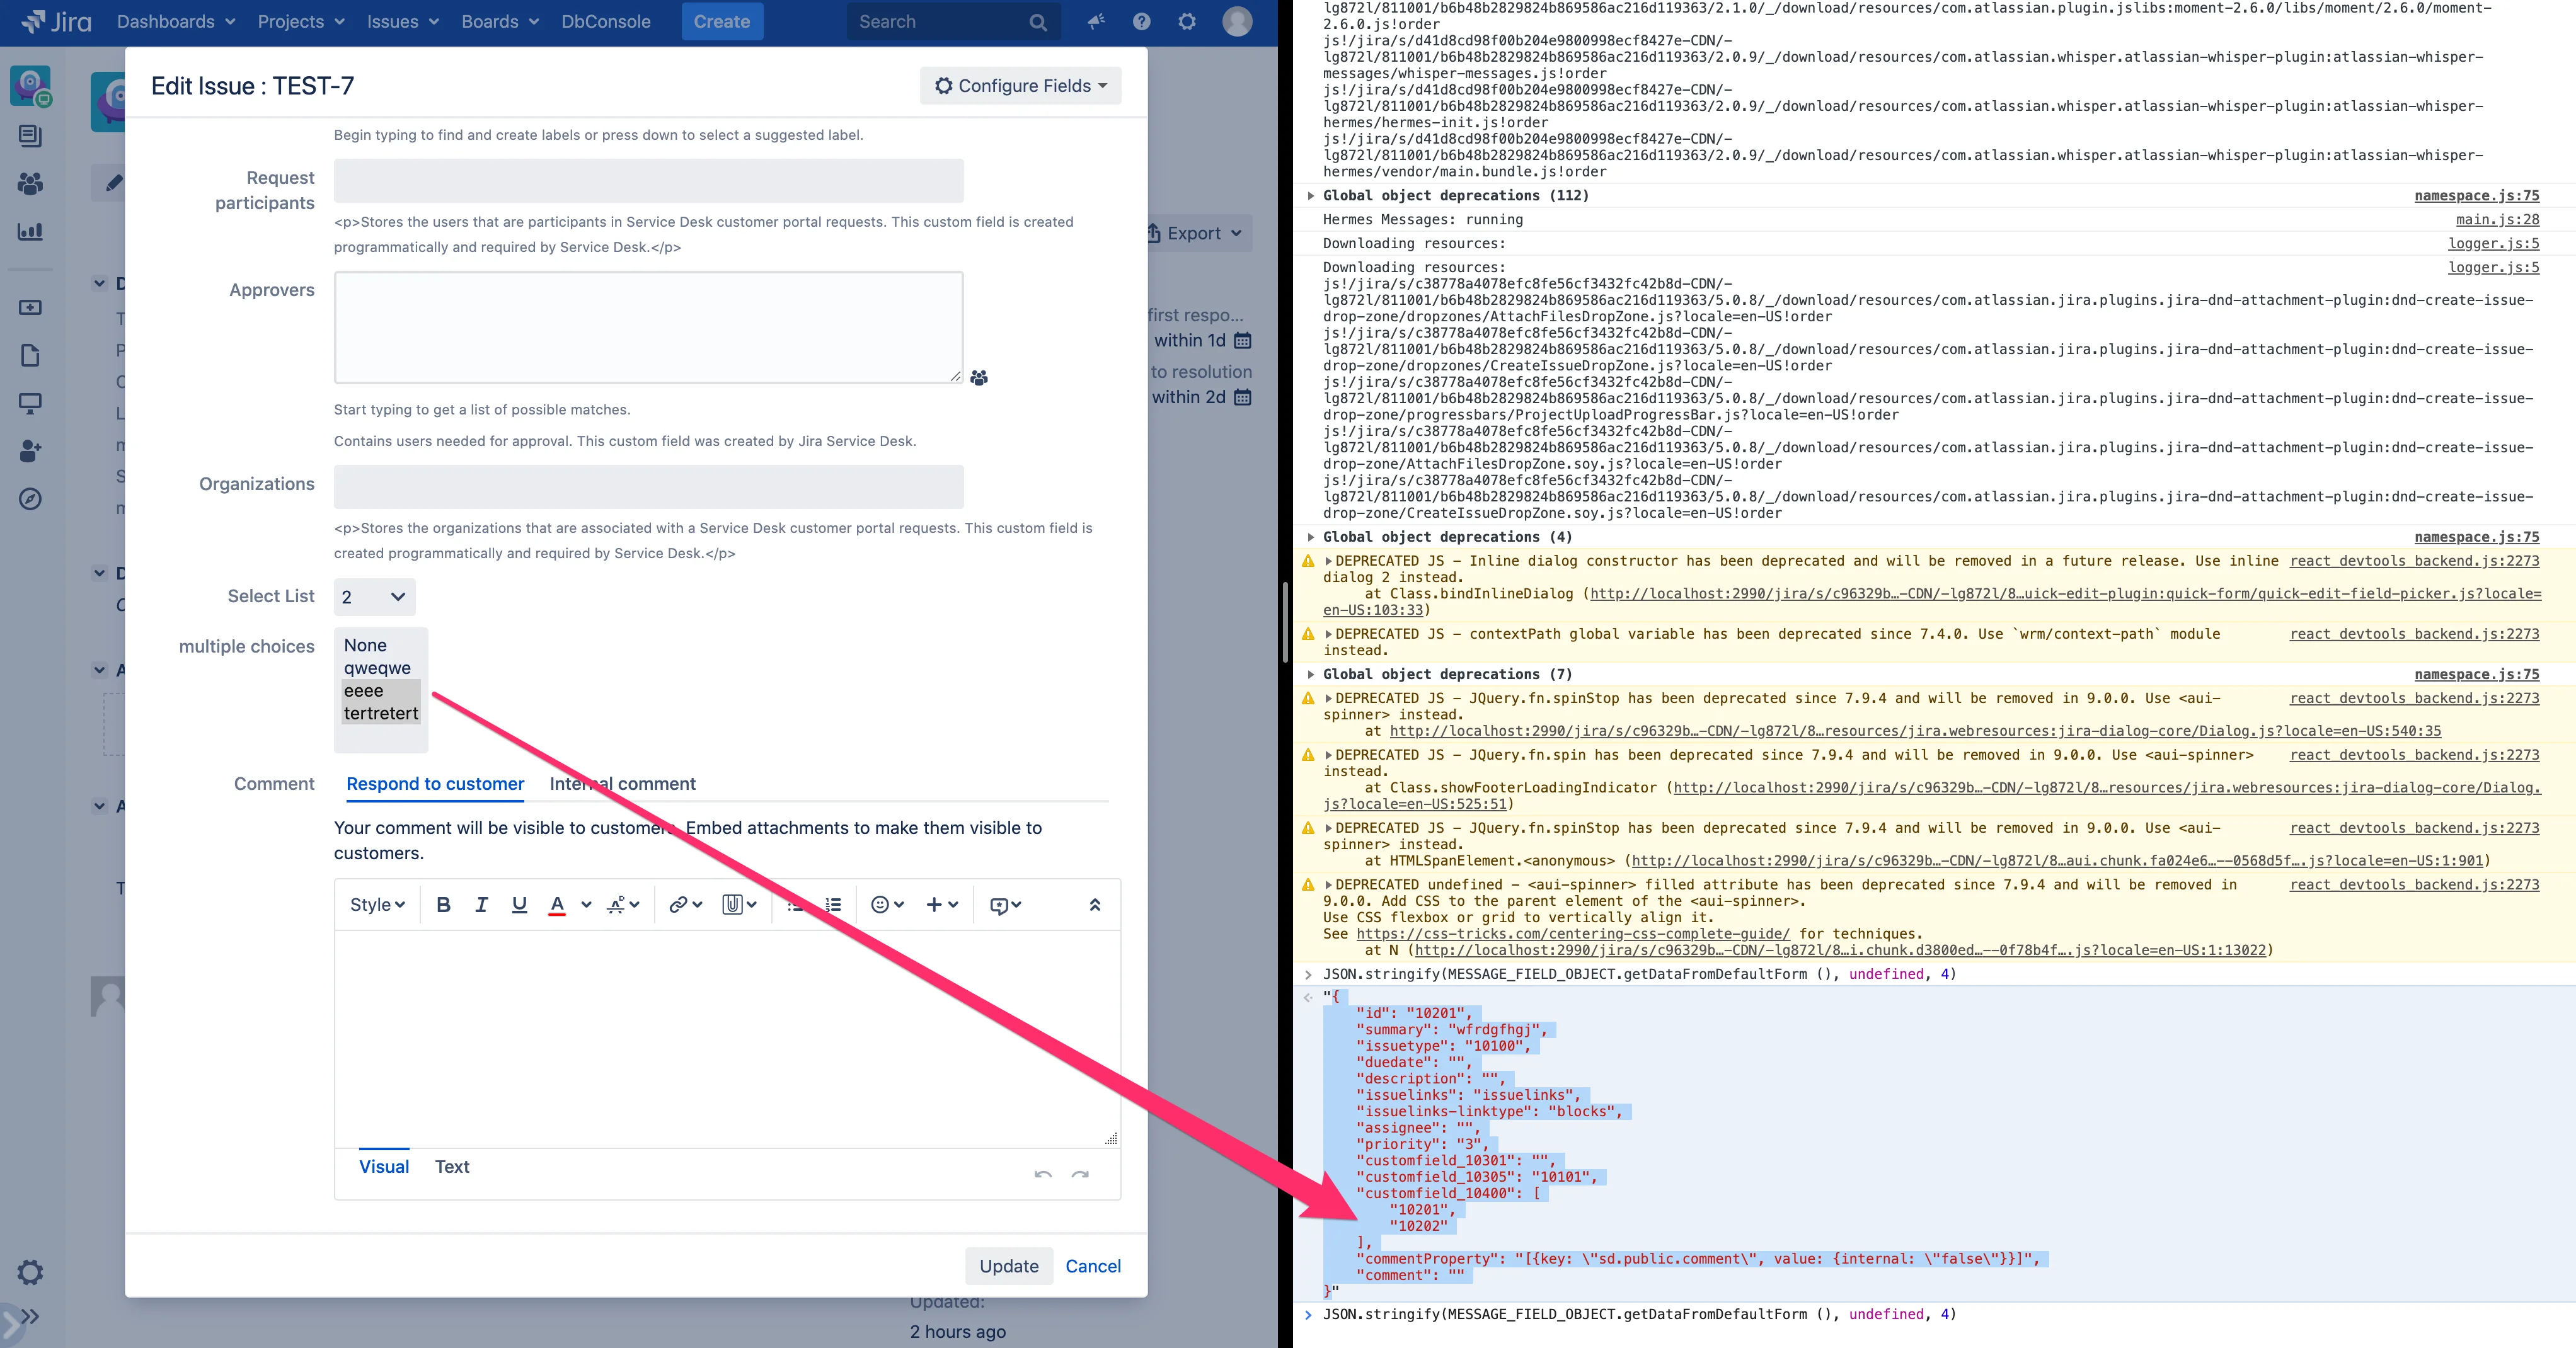 Jira
Dashboards
Projects
Issues
Boards
DbConsole
Create
Search
Edit Issue : TEST-7
Configure Fields
Begin typing to find and create labels or press down to select a suggested label.
Request
participants
<p>Stores the users that are participants in Service Desk customer portal requests. This custom field is created
programmatically and required by Service Desk.</p>
Export
Approvers
first respo...
within 1d
to resolution
within 2d
Start typing to get a list of possible matches.
Contains users needed for approval. This custom field was created by Jira Service Desk.
Organizations
<p>Stores the organizations that are associated with a Service Desk customer portal requests. This custom field is
created programmatically and required by Service Desk.</p>
Select List
2
multiple choices
None
qweqwe
eeee
tertretert
Comment
Respond to customer
Internal comment
Your comment will be visible to customers. Embed attachments to make them visible to
customers.
Style
B I U A
Visual
Text
Update
Cancel
Updated:
2 hours ago
lg872l/811001/b6b48b2829824b869586ac216d119363/2.1.0/_/download/resources/com.atlassian.plugin.jslibs:moment-2.6.0/libs/moment/2.6.0/moment-
2.6.0.js!order
js!/jira/s/d41d8cd98f00b204e9800998ecf8427e-CDN/-
lg872l/811001/b6b48b2829824b869586ac216d119363/2.0.9/_/download/resources/com.atlassian.whisper.atlassian-whisper-plugin:atlassian-whisper-
messages/whisper-messages.js!order
js!/jira/s/d41d8cd98f00b204e9800998ecf8427e-CDN/-
lg872l/811001/b6b48b2829824b869586ac216d119363/2.0.9/_/download/resources/com.atlassian.whisper.atlassian-whisper-plugin:atlassian-whisper-
hermes/hermes-init.js!order
js!/jira/s/d41d8cd98f00b204e9800998ecf8427e-CDN/-
lg872l/811001/b6b48b2829824b869586ac216d119363/2.0.9/_/download/resources/com.atlassian.whisper.atlassian-whisper-plugin:atlassian-whisper-
hermes/vendor/main.bundle.js!order
Global object deprecations (112) namespace.js:75
Hermes Messages: running main.js:28
Downloading resources: logger.js:5
Downloading resources: logger.js:5
js!/jira/s/c38778a4078efc8fe56cf3432fc42b8d-CDN/-
lg872l/811001/b6b48b2829824b869586ac216d119363/5.0.8/_/download/resources/com.atlassian.jira.plugins.jira-dnd-attachment-plugin:dnd-create-issue-
drop-zone/dropzones/AttachFilesDropZone.js?locale=en-US!order
js!/jira/s/c38778a4078efc8fe56cf3432fc42b8d-CDN/-
lg872l/811001/b6b48b2829824b869586ac216d119363/5.0.8/_/download/resources/com.atlassian.jira.plugins.jira-dnd-attachment-plugin:dnd-create-issue-
drop-zone/dropzones/CreateIssueDropZone.js?locale=en-US!order
js!/jira/s/c38778a4078efc8fe56cf3432fc42b8d-CDN/-
lg872l/811001/b6b48b2829824b869586ac216d119363/5.0.8/_/download/resources/com.atlassian.jira.plugins.jira-dnd-attachment-plugin:dnd-create-issue-
drop-zone/progressbars/ProjectUploadProgressBar.js?locale=en-US!order
js!/jira/s/c38778a4078efc8fe56cf3432fc42b8d-CDN/-
lg872l/811001/b6b48b2829824b869586ac216d119363/5.0.8/_/download/resources/com.atlassian.jira.plugins.jira-dnd-attachment-plugin:dnd-create-issue-
drop-zone/AttachFilesDropZone.soy.js?locale=en-US!order
js!/jira/s/c38778a4078efc8fe56cf3432fc42b8d-CDN/-
lg872l/811001/b6b48b2829824b869586ac216d119363/5.0.8/_/download/resources/com.atlassian.jira.plugins.jira-dnd-attachment-plugin:dnd-create-issue-
drop-zone/CreateIssueDropZone.soy.js?locale=en-US!order
Global object deprecations (4) namespace.js:75
DEPRECATED JS - Inline dialog constructor has been deprecated and will be removed in a future release. Use inline react_devtools_backend.js:2273
dialog 2 instead.
at Class.bindInlineDialog (http://localhost:2990/jira/s/c96329b…-CDN/-lg872l/8…uick-edit-plugin:quick-form/quick-edit-field-picker.js?locale=
en-US:103:33)
DEPRECATED JS - contextPath global variable has been deprecated since 7.4.0. Use `wrm/context-path` module react_devtools_backend.js:2273
instead.
Global object deprecations (7) namespace.js:75
DEPRECATED JS - JQuery.fn.spinStop has been deprecated since 7.9.4 and will be removed in 9.0.0. Use <aui- react_devtools_backend.js:2273
spinner> instead.
at http://localhost:2990/jira/s/c96329b…-CDN/-lg872l/8…resources/jira.webresources:jira-dialog-core/Dialog.js?locale=en-US:540:35
DEPRECATED JS - JQuery.fn.spin has been deprecated since 7.9.4 and will be removed in 9.0.0. Use <aui-spinner> react_devtools_backend.js:2273
instead.
at Class.showFooterLoadingIndicator (http://localhost:2990/jira/s/c96329b…-CDN/-lg872l/8…resources/jira.webresources:jira-dialog-core/Dialog.
js?locale=en-US:525:51)
DEPRECATED JS - JQuery.fn.spinStop has been deprecated since 7.9.4 and will be removed in 9.0.0. Use <aui- react_devtools_backend.js:2273
spinner> instead.
at HTMLSpanElement.<anonymous> (http://localhost:2990/jira/s/c96329b…-CDN/-lg872l/8…aui.chunk.fa024e6…--0568d5f….js?locale=en-US:1:901)
DEPRECATED undefined - <aui-spinner> filled attribute has been deprecated since 7.9.4 and will be removed in react_devtools_backend.js:2273
9.0.0. Add CSS to the parent element of the <aui-spinner>.
Use CSS flexbox or grid to vertically align it.
See https://css-tricks.com/centering-css-complete-guide/ for techniques.
at N (http://localhost:2990/jira/s/c96329b…-CDN/-lg872l/8…i.chunk.d3800ed…--0f78b4f….js?locale=en-US:1:13022)
JSON.stringify(MESSAGE_FIELD_OBJECT.getDataFromDefaultForm (), undefined, 4)
"{
"id": "10201",
"summary": "wfrdgfhgj",
"issuetype": "10100",
"duedate": "",
"description": "",
"issuelinks": "issuelinks",
"issuelinks-linktype": "blocks",
"assignee": "",
"priority": "3",
"customfield_10301": "",
"customfield_10305": "10101",
"customfield_10400": [
"10201",
"10202"
],
"commentProperty": "[{key: \"sd.public.comment\", value: {internal: \"false\"}}]",
"comment": ""
}"
JSON.stringify(MESSAGE_FIELD_OBJECT.getDataFromDefaultForm (), undefined, 4)